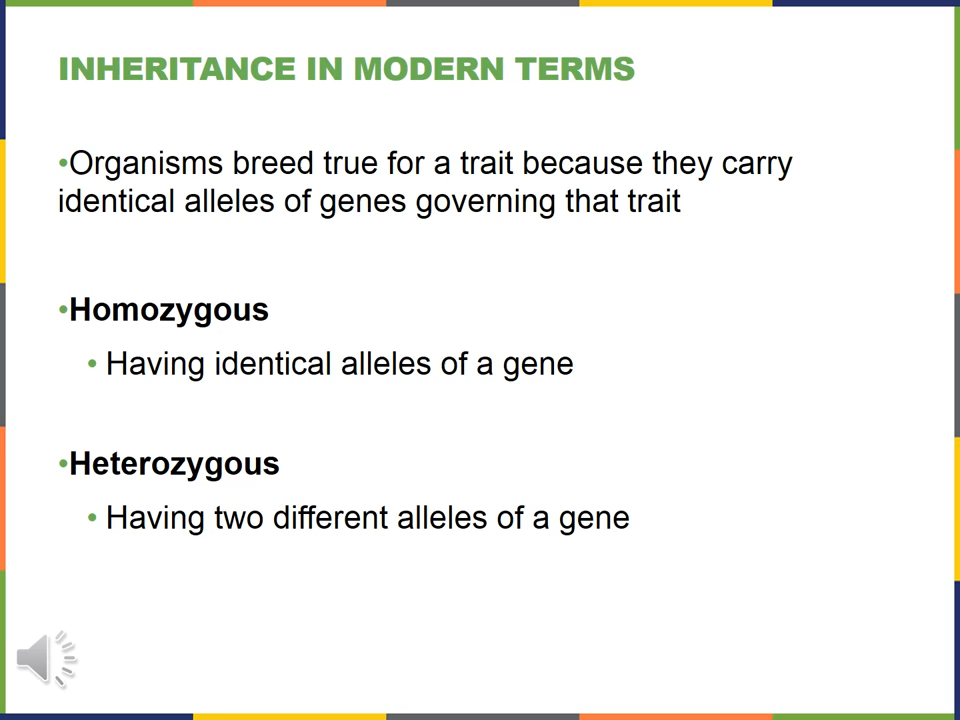 INHERITANCE IN MODERN TERMS
•Organisms breed true for a trait because they carry
identical alleles of genes governing that trait
•Homozygous
• Having identical alleles of a gene
•Heterozygous
• Having two different alleles of a gene